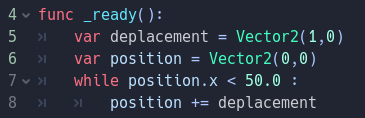 4 func _ready():
5 var deplacement = Vector2(1,0)
6 var position = Vector2(0,0)
7 while position.x < 50.0 :
8 position += deplacement